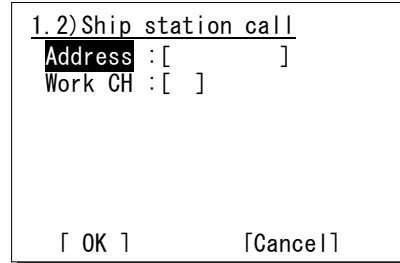 1.2)Ship station call
Address :[          ]
Work CH :[  ]
「 OK 」 「Cancel」